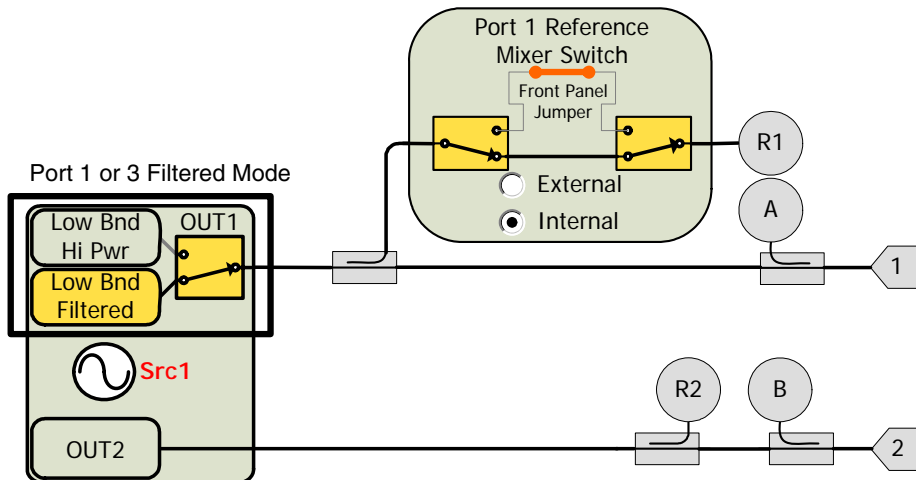 Port 1 Reference
Mixer Switch
Front Panel
Jumper
R1
External
Internal
A
Port 1 or 3 Filtered Mode
Low Bnd
Hi Pwr
OUT1
Low Bnd
Filtered
1
Src1
R2
B
OUT2
2